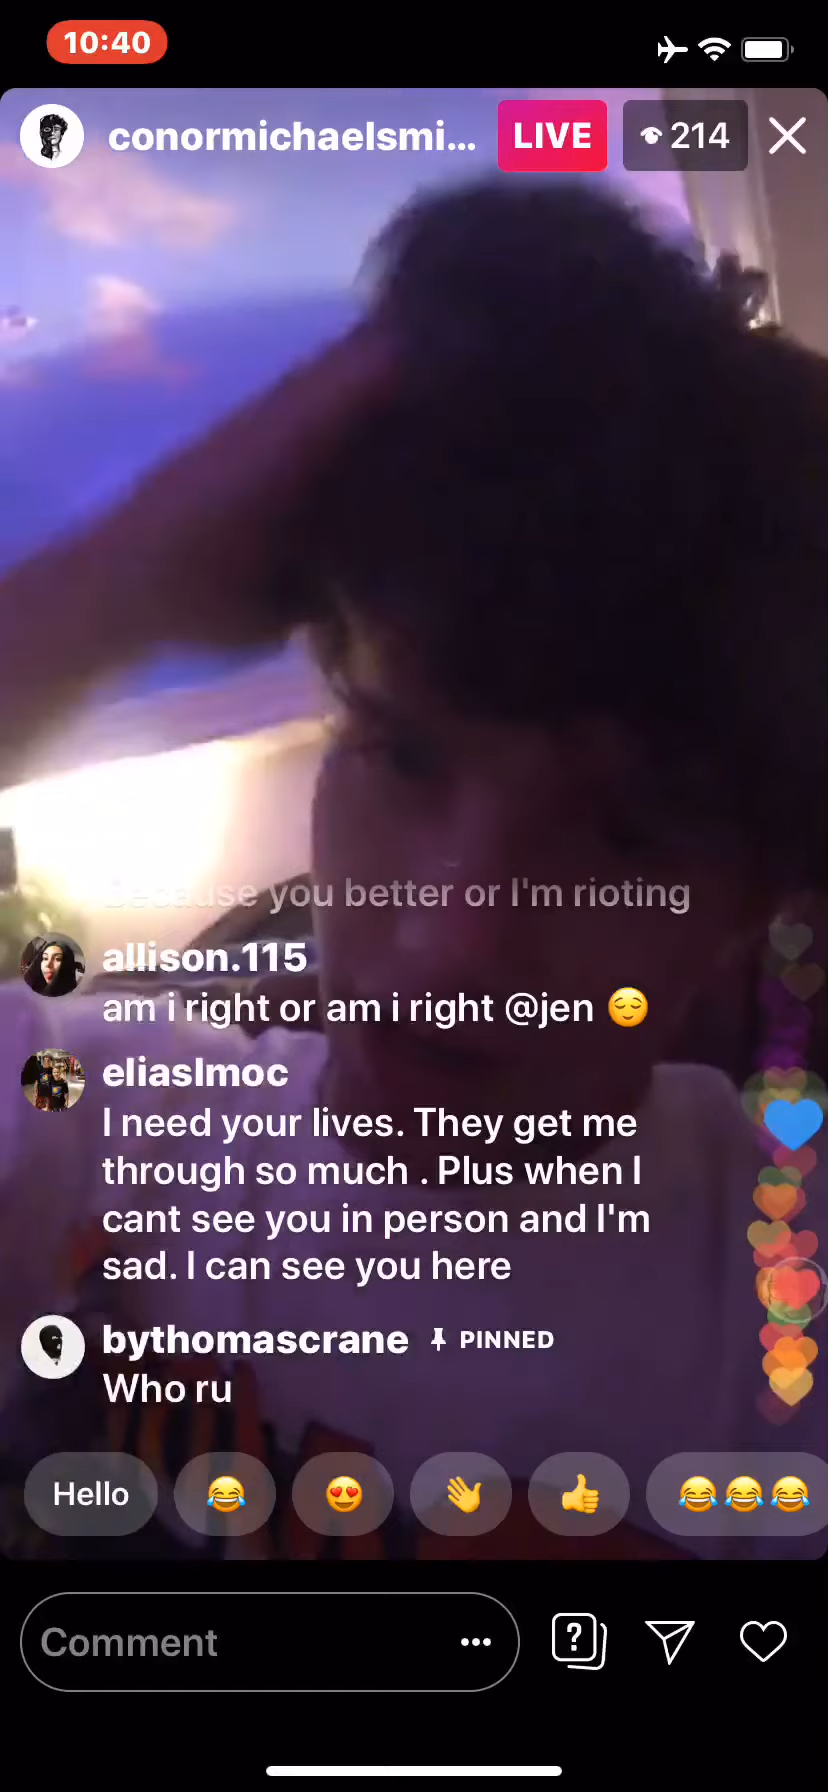 10:40
conormichaelsmi...
LIVE
214
Because you better or I'm rioting
allison.115
am i right or am i right @jen 😌
eliaslmoc
I need your lives. They get me
through so much . Plus when I
cant see you in person and I'm
sad. I can see you here
bythomascrane PINNED
Who ru
Hello 😂 😍 👋 👍 😂😂😂
Comment